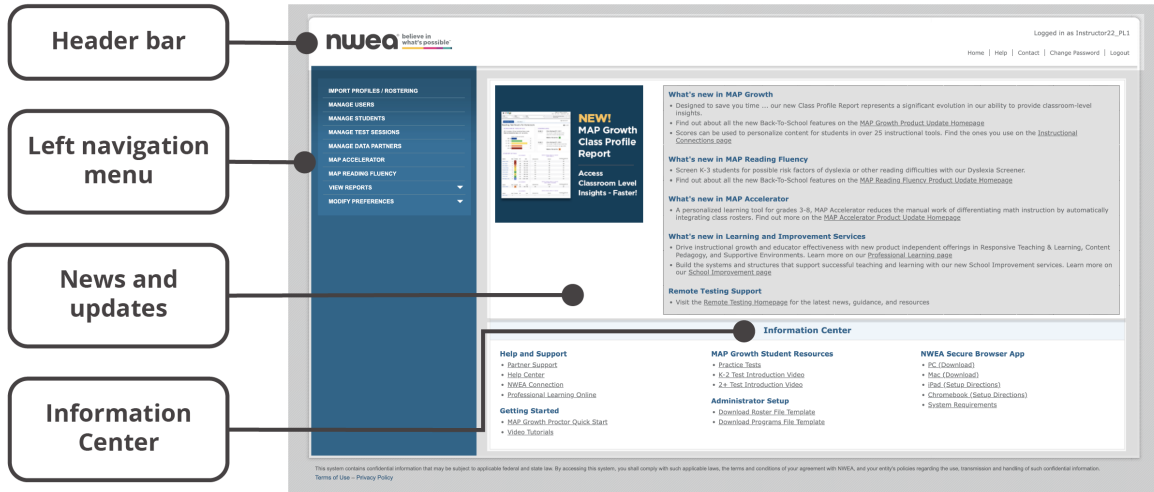 Header bar
Left navigation
menu
News and
updates
Information
Center
nwea believe in
what's possible
Logged in as Instructor22_PL1
Home | Help | Contact | Change Password | Logout
IMPORT PROFILES / ROSTERING
MANAGE USERS
MANAGE STUDENTS
MANAGE TEST SESSIONS
MANAGE DATA PARTNERS
MAP ACCELERATOR
MAP READING FLUENCY
VIEW REPORTS
MODIFY PREFERENCES
NEW!
MAP Growth
Class Profile
Report
Access
Classroom Level
Insights - Faster!
What's new in MAP Growth
• Designed to save you time ... our new Class Profile Report represents a significant evolution in our ability to provide classroom-level
insights.
• Find out about all the new Back-To-School features on the MAP Growth Product Update Homepage
• Scores can be used to personalize content for students in over 25 instructional tools. Find the ones you use on the Instructional
Connections page
What's new in MAP Reading Fluency
• Screen K-3 students for possible risk factors of dyslexia or other reading difficulties with our Dyslexia Screener.
• Find out about all the new Back-To-School features on the MAP Reading Fluency Product Update Homepage
What's new in MAP Accelerator
• A personalized learning tool for grades 3-8, MAP Accelerator reduces the manual work of differentiating math instruction by automatically
integrating class rosters. Find out more on the MAP Accelerator Product Update Homepage
What's new in Learning and Improvement Services
• Drive instructional growth and educator effectiveness with new product independent offerings in Responsive Teaching & Learning, Content
Pedagogy, and Supportive Environments. Learn more on our Professional Learning page
• Build the systems and structures that support successful teaching and learning with our new School Improvement services. Learn more on
our School Improvement page
Remote Testing Support
• Visit the Remote Testing Homepage for the latest news, guidance, and resources
Information Center
Help and Support
• Partner Support
• Help Center
• NWEA Connection
• Professional Learning Online
Getting Started
• MAP Growth Proctor Quick Start
• Video Tutorials
MAP Growth Student Resources
• Practice Tests
• K-2 Test Introduction Video
• 2+ Test Introduction Video
Administrator Setup
• Download Roster File Template
• Download Programs File Template
NWEA Secure Browser App
• PC (Download)
• Mac (Download)
• iPad (Setup Directions)
• Chromebook (Setup Directions)
• System Requirements
This system contains confidential information that may be subject to applicable federal and state law. By accessing this system, you shall comply with such applicable laws, the terms and conditions of your agreement with NWEA, and your entity's policies regarding the use, transmission and handling of such confidential information.
Terms of Use – Privacy Policy